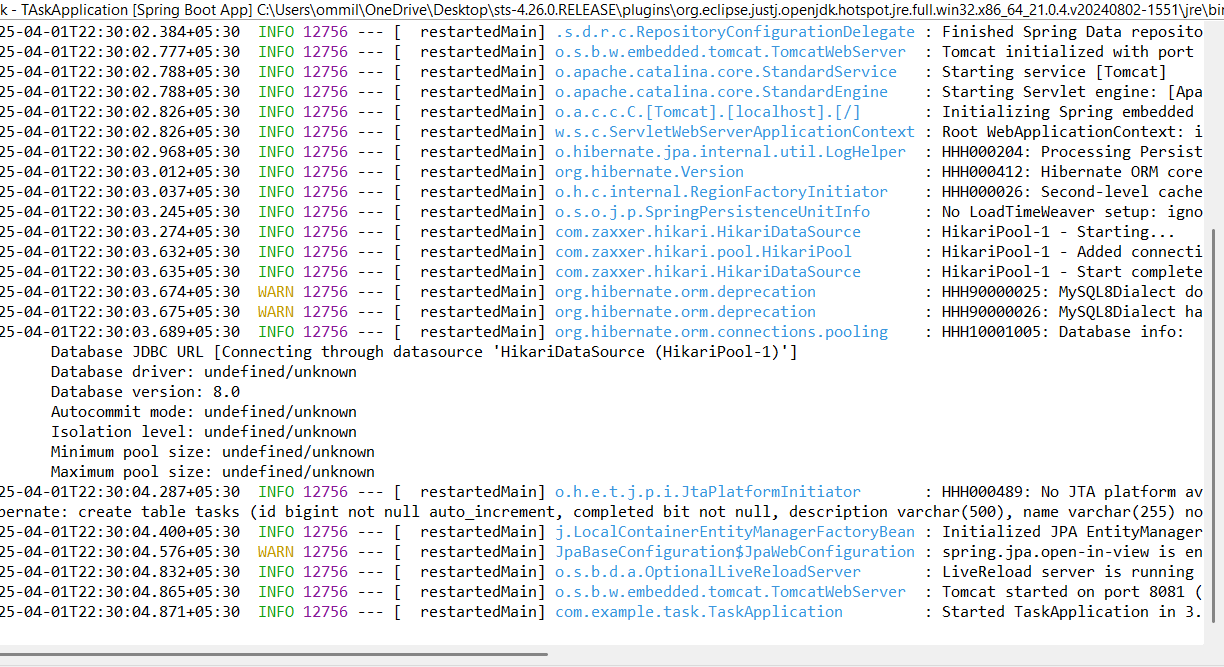 k - TAskApplication [Spring Boot App] C:\Users\ommil\OneDrive\Desktop\sts-4.26.0.RELEASE\plugins\org.eclipse.justj.openjdk.hotspot.jre.full.win32.x86_64_21.0.4.v20240802-1551\jre\bin
25-04-01T22:30:02.384+05:30 INFO 12756 --- [ restartedMain] .s.d.r.c.RepositoryConfigurationDelegate : Finished Spring Data reposito
25-04-01T22:30:02.777+05:30 INFO 12756 --- [ restartedMain] o.s.b.w.embedded.tomcat.TomcatWebServer : Tomcat initialized with port
25-04-01T22:30:02.788+05:30 INFO 12756 --- [ restartedMain] o.apache.catalina.core.StandardService : Starting service [Tomcat]
25-04-01T22:30:02.788+05:30 INFO 12756 --- [ restartedMain] o.apache.catalina.core.StandardEngine : Starting Servlet engine: [Apa
25-04-01T22:30:02.826+05:30 INFO 12756 --- [ restartedMain] o.a.c.c.C.[Tomcat].[localhost].[/] : Initializing Spring embedded
25-04-01T22:30:02.826+05:30 INFO 12756 --- [ restartedMain] w.s.c.ServletWebServerApplicationContext : Root WebApplicationContext: i
25-04-01T22:30:02.968+05:30 INFO 12756 --- [ restartedMain] o.hibernate.jpa.internal.util.LogHelper : HHH000204: Processing Persist
25-04-01T22:30:03.012+05:30 INFO 12756 --- [ restartedMain] org.hibernate.Version : HHH000412: Hibernate ORM core
25-04-01T22:30:03.037+05:30 INFO 12756 --- [ restartedMain] o.h.c.internal.RegionFactoryInitiator : HHH000026: Second-level cache
25-04-01T22:30:03.245+05:30 INFO 12756 --- [ restartedMain] o.s.o.j.p.SpringPersistenceUnitInfo : No LoadTimeWeaver setup: igno
25-04-01T22:30:03.274+05:30 INFO 12756 --- [ restartedMain] com.zaxxer.hikari.HikariDataSource : HikariPool-1 - Starting...
25-04-01T22:30:03.632+05:30 INFO 12756 --- [ restartedMain] com.zaxxer.hikari.pool.HikariPool : HikariPool-1 - Added connecti
25-04-01T22:30:03.635+05:30 INFO 12756 --- [ restartedMain] com.zaxxer.hikari.HikariDataSource : HikariPool-1 - Start complete
25-04-01T22:30:03.674+05:30 WARN 12756 --- [ restartedMain] org.hibernate.orm.deprecation : HHH90000025: MySQL8Dialect do
25-04-01T22:30:03.675+05:30 WARN 12756 --- [ restartedMain] org.hibernate.orm.deprecation : HHH90000026: MySQL8Dialect ha
25-04-01T22:30:03.689+05:30 INFO 12756 --- [ restartedMain] org.hibernate.orm.connections.pooling : HHH10001005: Database info:
Database JDBC URL [Connecting through datasource 'HikariDataSource (HikariPool-1)']
Database driver: undefined/unknown
Database version: 8.0
Autocommit mode: undefined/unknown
Isolation level: undefined/unknown
Minimum pool size: undefined/unknown
Maximum pool size: undefined/unknown
25-04-01T22:30:04.287+05:30 INFO 12756 --- [ restartedMain] o.h.e.t.j.p.i.JtaPlatformInitiator : HHH000489: No JTA platform av
bernate: create table tasks (id bigint not null auto_increment, completed bit not null, description varchar(500), name varchar(255) no
25-04-01T22:30:04.400+05:30 INFO 12756 --- [ restartedMain] j.LocalContainerEntityManagerFactoryBean : Initialized JPA EntityManager
25-04-01T22:30:04.576+05:30 WARN 12756 --- [ restartedMain] JpaBaseConfiguration$JpaWebConfiguration : spring.jpa.open-in-view is en
25-04-01T22:30:04.832+05:30 INFO 12756 --- [ restartedMain] o.s.b.d.a.OptionalLiveReloadServer : LiveReload server is running
25-04-01T22:30:04.865+05:30 INFO 12756 --- [ restartedMain] o.s.b.w.embedded.tomcat.TomcatWebServer : Tomcat started on port 8081 (
25-04-01T22:30:04.871+05:30 INFO 12756 --- [ restartedMain] com.example.task.TaskApplication : Started TaskApplication in 3.